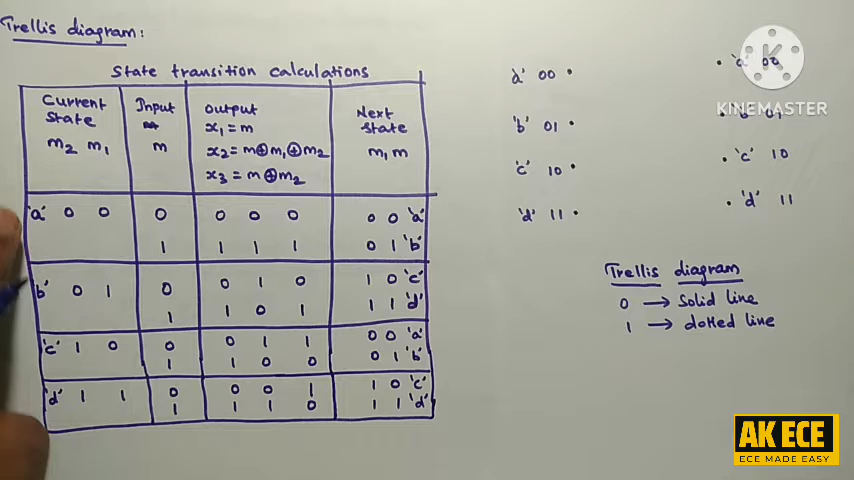 Trellis diagram:
State transition calculations
Current State m₂ m₁
Input m
Output
x₁ = m
x₂ = m⊕m₁⊕m₂
x₃ = m⊕m₂
Next State m₁ m
'a' 0 0 0 0 0 0 0 0 'a'
1 1 1 1 0 1 'b'
'b' 0 1 0 0 1 0 1 0 'c'
1 1 0 1 1 1 'd'
'c' 1 0 0 0 1 1 0 0 'a'
1 1 0 0 0 1 'b'
'd' 1 1 0 0 0 1 1 0 'c'
1 1 1 0 1 1 'd'
'a' 00 • • 'a' 00
'b' 01 • • 'b' 01
'c' 10 • • 'c' 10
'd' 11 • • 'd' 11
Trellis diagram
0 → Solid line
1 → dotted line
K
KINEMASTER
AK ECE
ECE MADE EASY